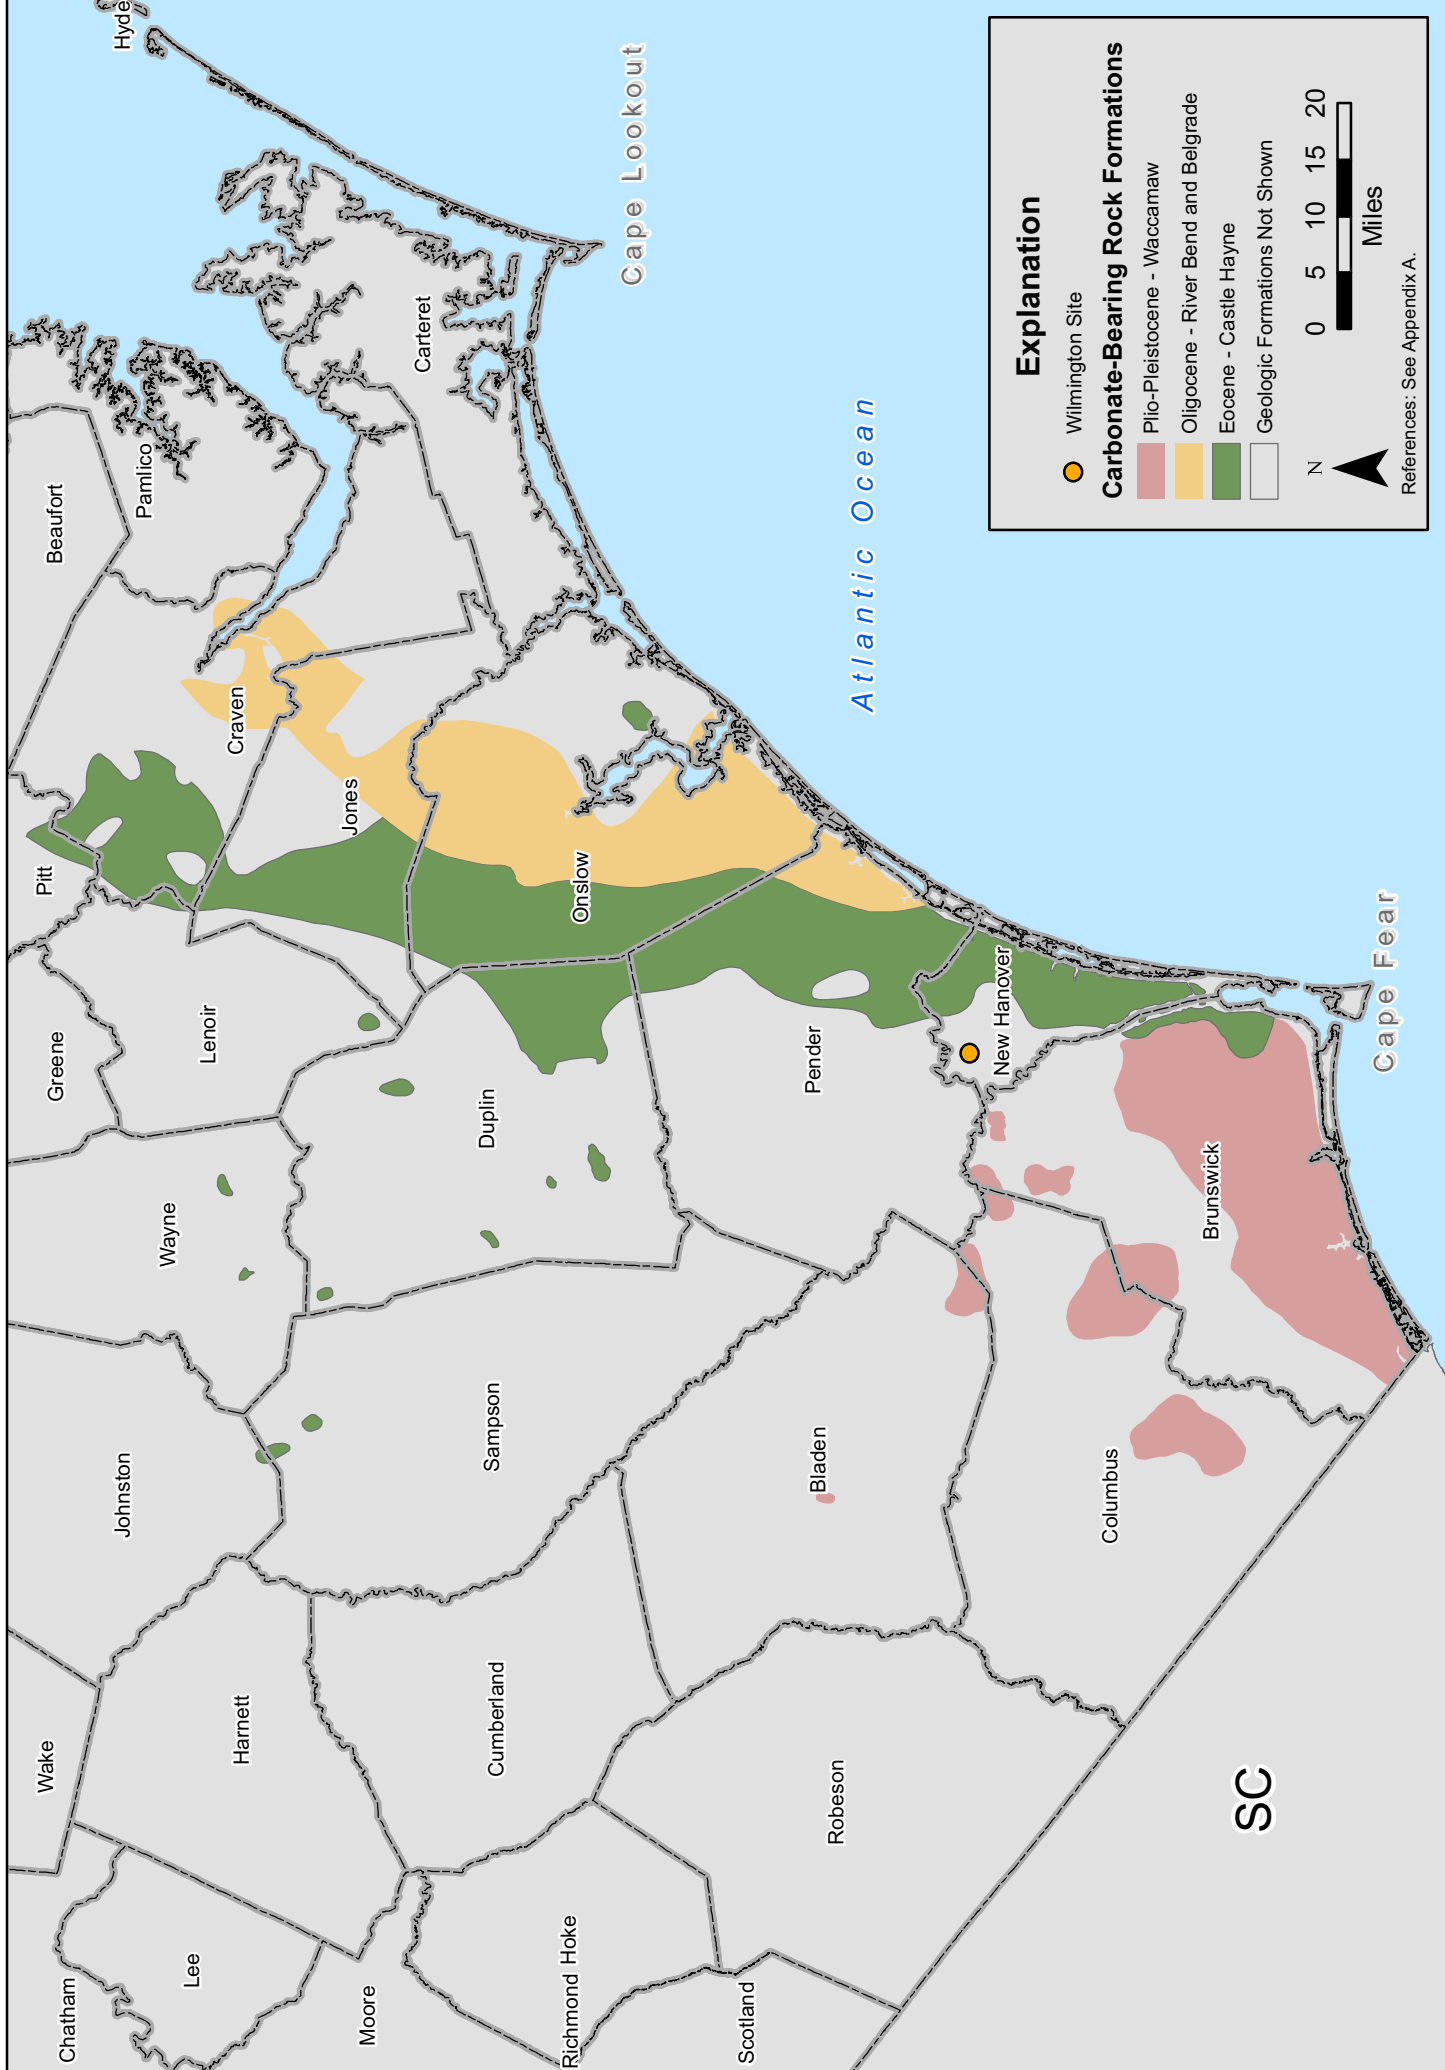 Chatham
Lee
Moore
Richmond
Hoke
Scotland
Wake
Harnett
Cumberland
Robeson
SC
Johnston
Sampson
Bladen
Columbus
Wayne
Duplin
Pender
Brunswick
Greene
Lenoir
New Hanover
Cape Fear
Pitt
Onslow
Jones
Craven
Beaufort
Pamlico
Carteret
Hyde
Cape Lookout
Atlantic Ocean
Explanation
Wilmington Site
Carbonate-Bearing Rock Formations
Plio-Pleistocene - Waccamaw
Oligocene - River Bend and Belgrade
Eocene - Castle Hayne
Geologic Formations Not Shown
N
0 5 10 15 20
Miles
References: See Appendix A.